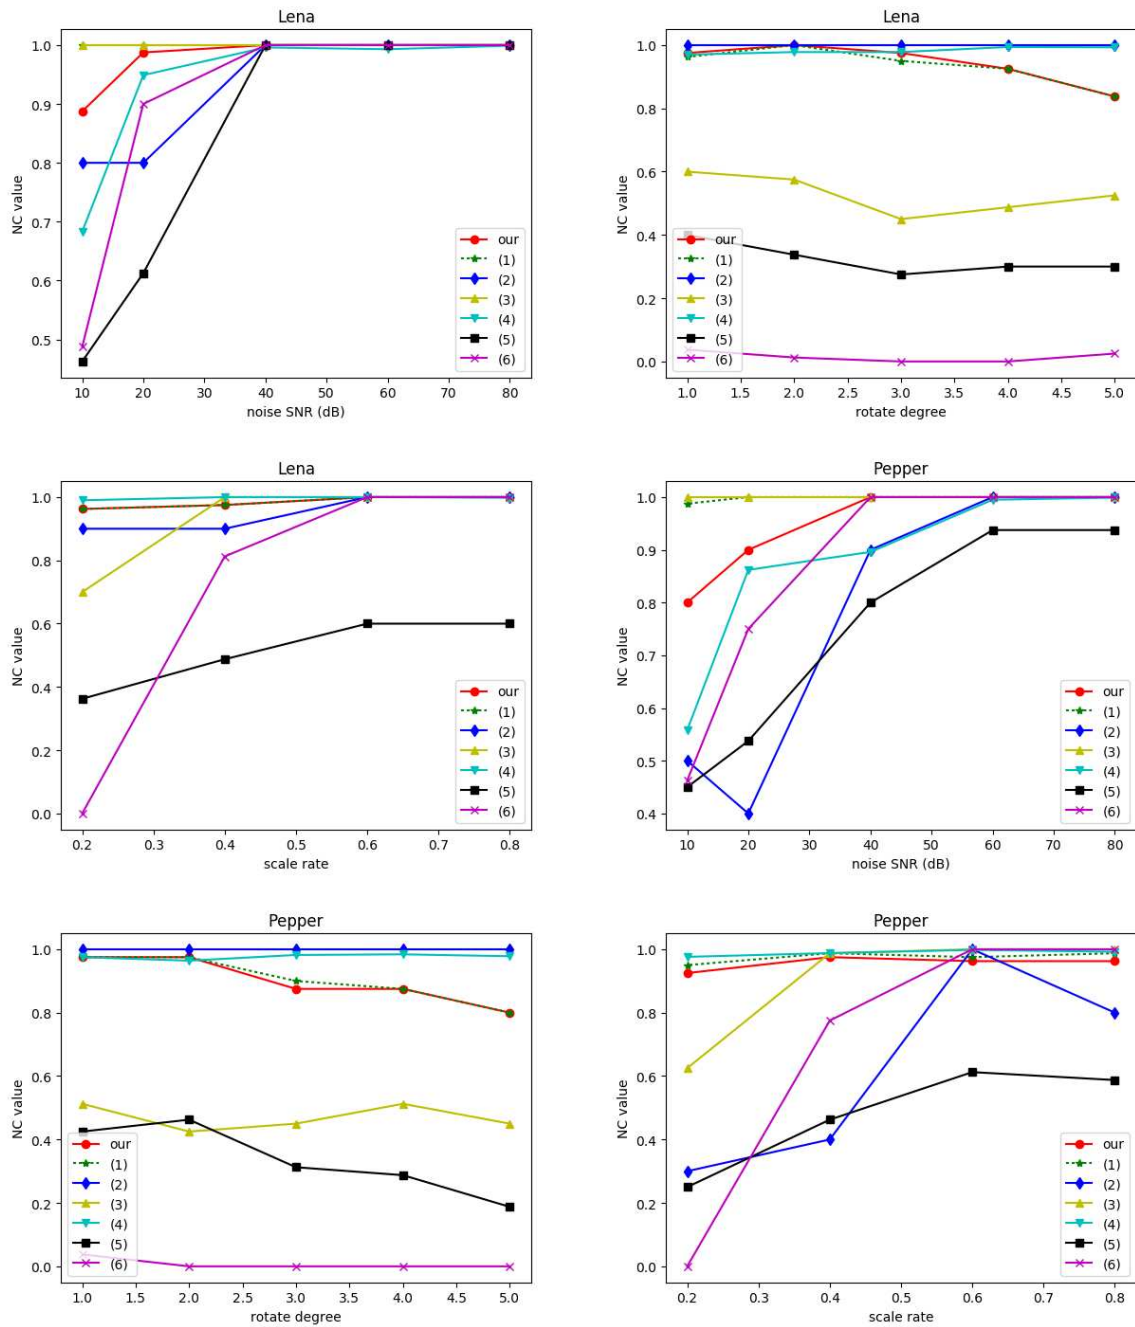 Lena
1.0
0.9
0.8
0.7
0.6
0.5
NC value
our
(1)
(2)
(3)
(4)
(5)
(6)
10 20 30 40 50 60 70 80
noise SNR (dB)
Lena
1.0
0.8
0.6
0.4
0.2
0.0
NC value
our
(1)
(2)
(3)
(4)
(5)
(6)
1.0 1.5 2.0 2.5 3.0 3.5 4.0 4.5 5.0
rotate degree
Lena
1.0
0.8
0.6
0.4
0.2
0.0
NC value
our
(1)
(2)
(3)
(4)
(5)
(6)
0.2 0.3 0.4 0.5 0.6 0.7 0.8
scale rate
Pepper
1.0
0.9
0.8
0.7
0.6
0.5
0.4
NC value
our
(1)
(2)
(3)
(4)
(5)
(6)
10 20 30 40 50 60 70 80
noise SNR (dB)
Pepper
1.0
0.8
0.6
0.4
0.2
0.0
NC value
our
(1)
(2)
(3)
(4)
(5)
(6)
1.0 1.5 2.0 2.5 3.0 3.5 4.0 4.5 5.0
rotate degree
Pepper
1.0
0.8
0.6
0.4
0.2
0.0
NC value
our
(1)
(2)
(3)
(4)
(5)
(6)
0.2 0.3 0.4 0.5 0.6 0.7 0.8
scale rate